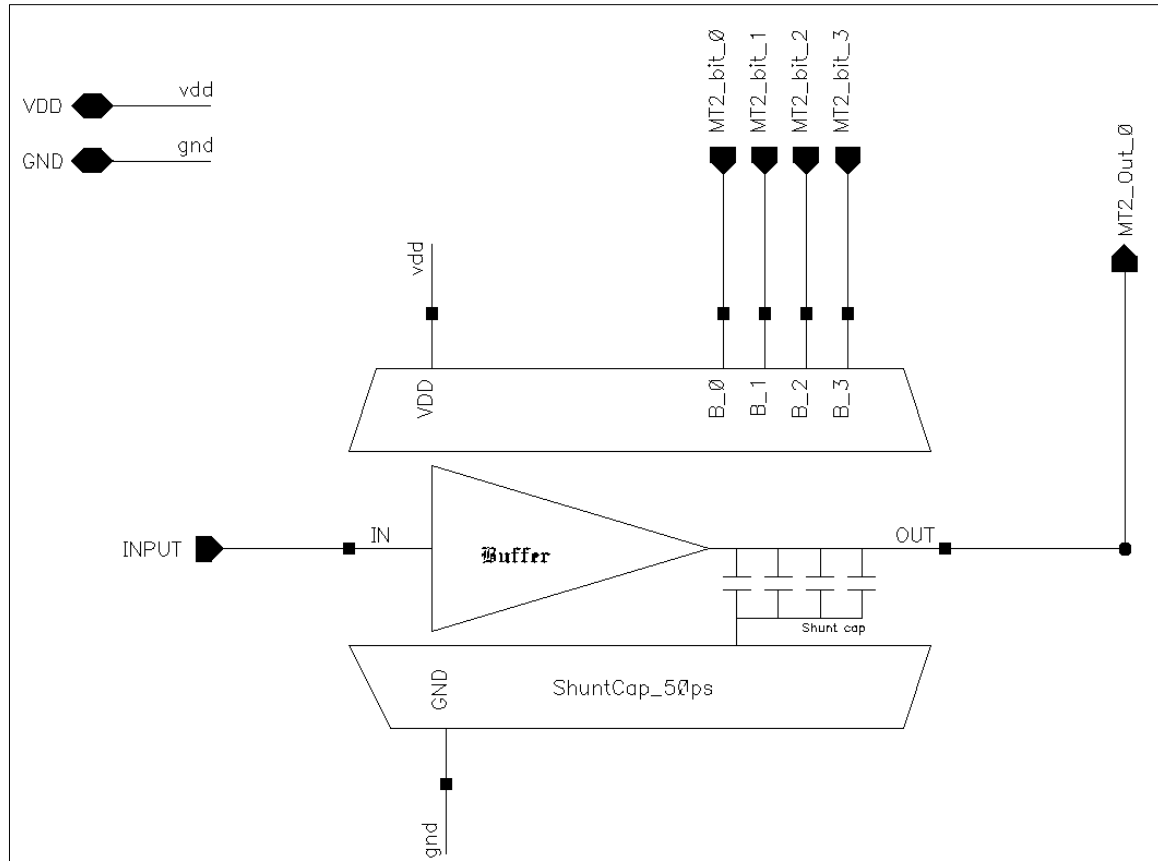 MT2_bit_0
MT2_bit_1
MT2_bit_2
MT2_bit_3
VDD vdd
GND gnd
MT2_Out_0
vdd
VDD
B_0
B_1
B_2
B_3
INPUT
IN
Buffer
OUT
Shunt cap
GND
ShuntCap_50ps
gnd